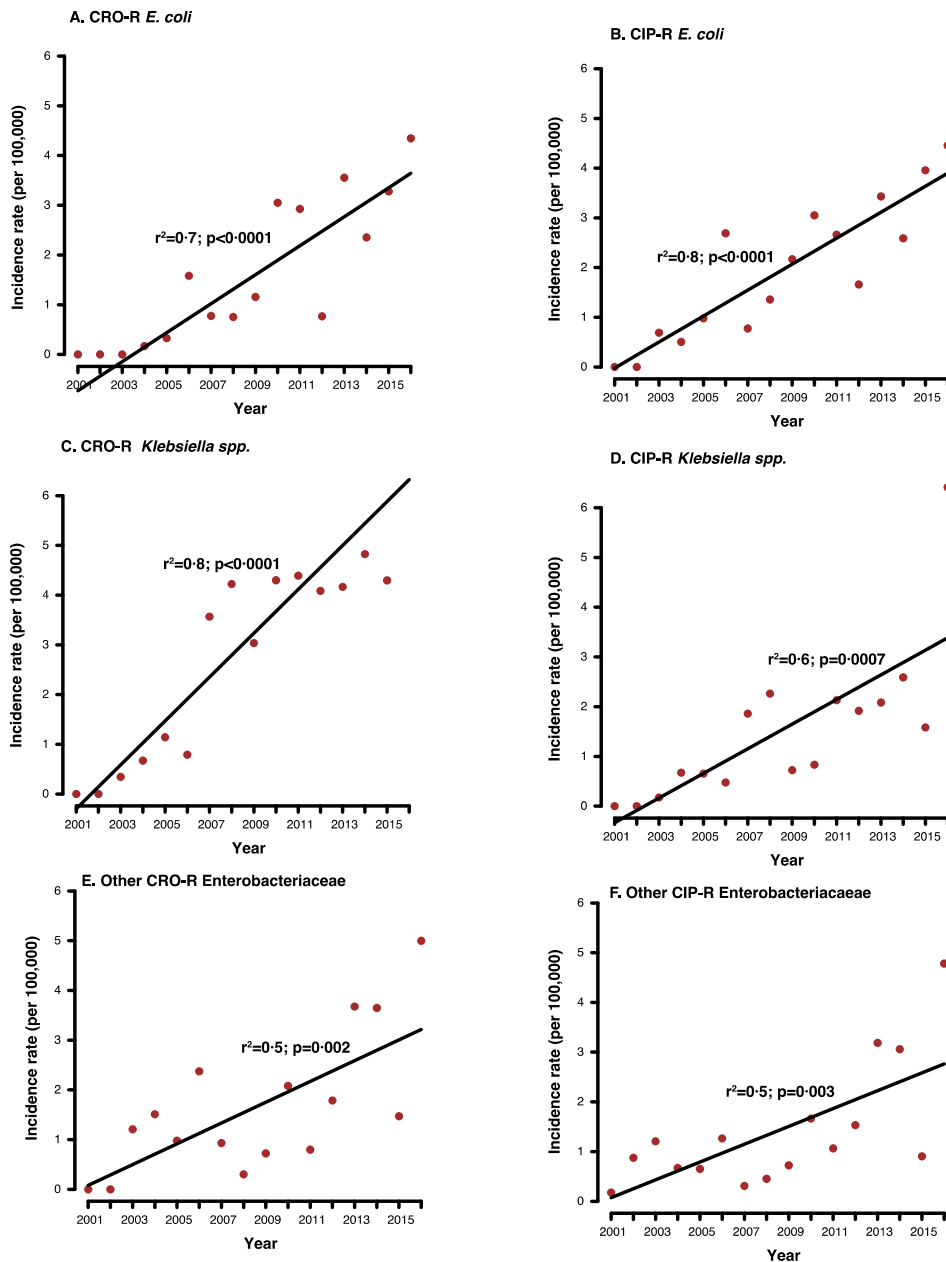 A. CRO-R E. coli
Incidence rate (per 100,000)
6
5
4
3
2
1
0
r²=0·7; p<0·0001
2001 2003 2005 2007 2009 2011 2013 2015
Year
B. CIP-R E. coli
Incidence rate (per 100,000)
6
5
4
3
2
1
0
r²=0·8; p<0·0001
2001 2003 2005 2007 2009 2011 2013 2015
Year
C. CRO-R Klebsiella spp.
Incidence rate (per 100,000)
6
5
4
3
2
1
0
r²=0·8; p<0·0001
2001 2003 2005 2007 2009 2011 2013 2015
Year
D. CIP-R Klebsiella spp.
Incidence rate (per 100,000)
6
5
4
3
2
1
0
r²=0·6; p=0·0007
2001 2003 2005 2007 2009 2011 2013 2015
Year
E. Other CRO-R Enterobacteriaceae
Incidence rate (per 100,000)
6
5
4
3
2
1
0
r²=0·5; p=0·002
2001 2003 2005 2007 2009 2011 2013 2015
Year
F. Other CIP-R Enterobacteriacaeae
Incidence rate (per 100,000)
6
5
4
3
2
1
0
r²=0·5; p=0·003
2001 2003 2005 2007 2009 2011 2013 2015
Year